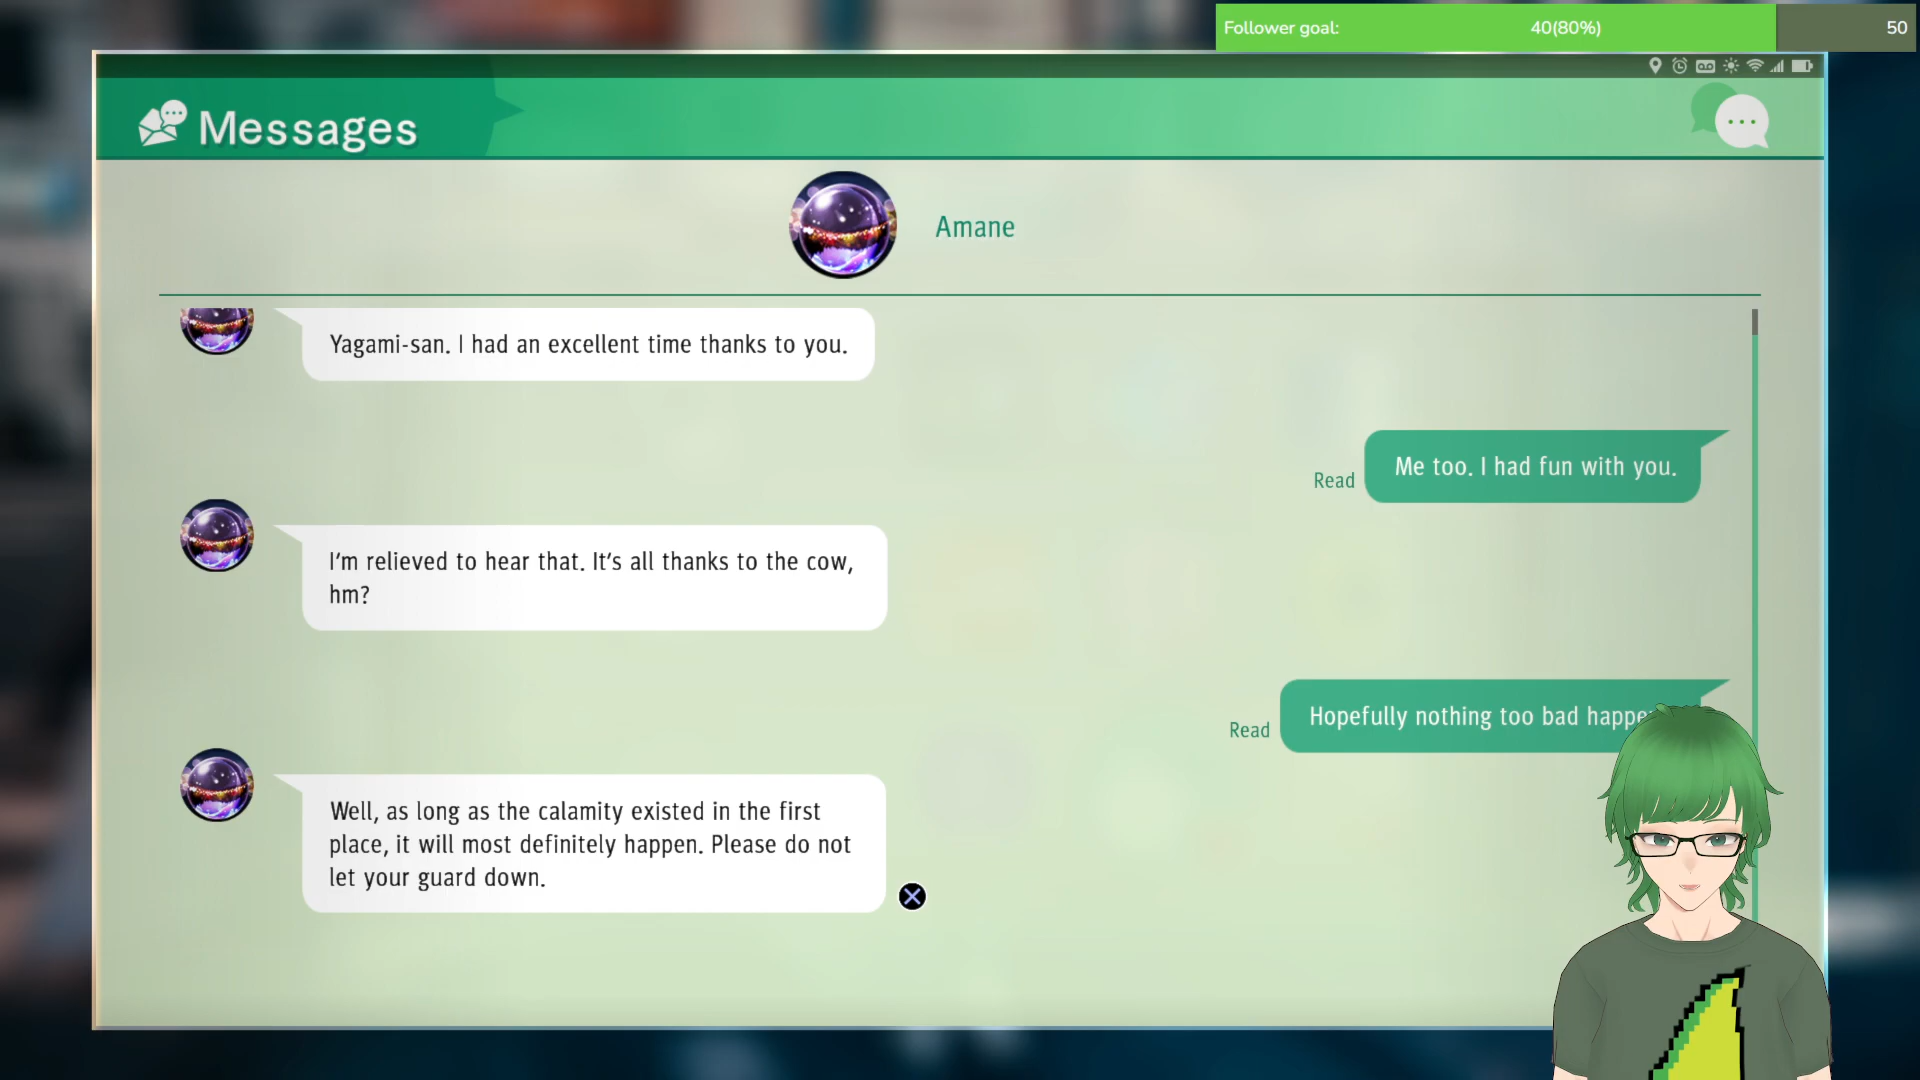 Follower goal: 40(80%) 50
Messages
Amane
Yagami-san. I had an excellent time thanks to you.
Me too. I had fun with you.
Read
I'm relieved to hear that. It's all thanks to the cow,
hm?
Hopefully nothing too bad
Read
Well, as long as the calamity existed in the first
place, it will most definitely happen. Please do not
let your guard down.